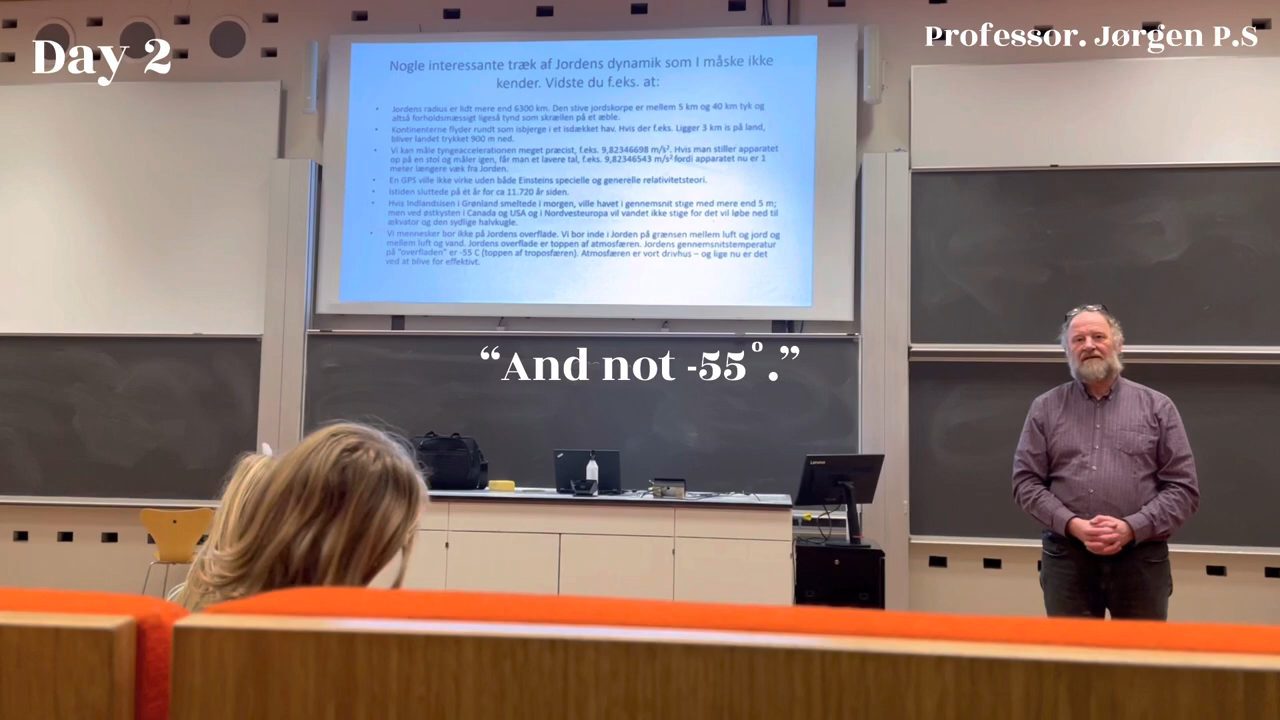 Day 2
Professor. Jørgen P.S
Nogle interessante træk af Jordens dynamik som I måske ikke
kender. Vidste du f.eks. at:
• Jordens radius er lidt mere end 6300 km. Den stive jordskorpe er mellem 5 km og 40 km tyk og
altså forholdsmæssigt ligeså tynd som skrællen på et æble.
• Kontinenterne flyder rundt som isbjerge i et isdækket hav. Hvis der f.eks. Ligger 3 km is på land,
bliver landet trykket 900 m ned.
• Vi kan måle tyngeaccelerationen meget præcist, f.eks. 9,82346698 m/s². Hvis man stiller apparatet
op på en stol og måler igen, får man et lavere tal, f.eks. 9,82346543 m/s² fordi apparatet nu er 1
meter længere væk fra Jorden.
• En GPS ville ikke virke uden både Einsteins specielle og generelle relativitetsteori.
• Istiden sluttede på ét år for ca 11.720 år siden.
• Hvis Indlandsisen i Grønland smeltede i morgen, ville havet i gennemsnit stige med mere end 5 m;
men ved østkysten i Canada og USA og i Nordvesteuropa vil vandet ikke stige for det vil løbe ned til
ækvator og den sydlige halvkugle.
• Vi mennesker bor ikke på Jordens overflade. Vi bor inde i Jorden på grænsen mellem luft og jord og
mellem luft og vand. Jordens overflade er toppen af atmosfæren. Jordens gennemsnitstemperatur
på "overfladen" er -55 C (toppen af troposfæren). Atmosfæren er vort drivhus – og lige nu er det
ved at blive for effektivt.
“And not -55°.”
Lenovo